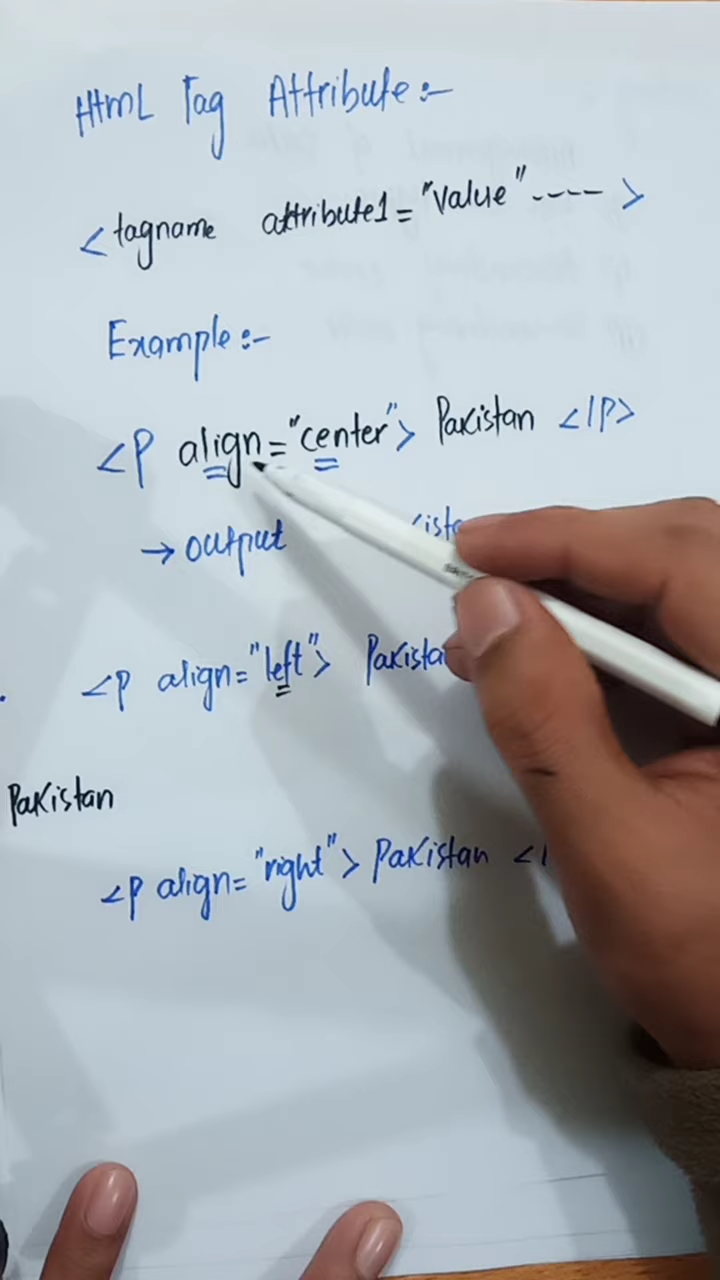 HTML Tag Attribute:-
<tagname attribute1="value" ---- >
Example:-
<P align="center"> Pakistan </P>
→ output
<p align="left"> Pakista
Pakistan
<p align="right"> Pakistan <